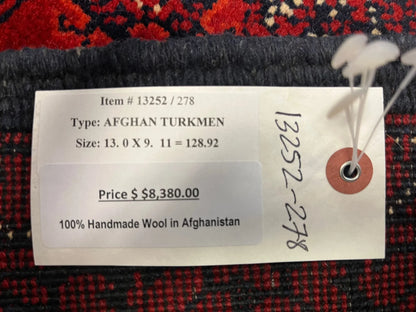 Item # 13252 / 278
Type: AFGHAN TURKMEN
Size: 13. 0 X 9. 11 = 128.92
Price $ $8,380.00
100% Handmade Wool in Afghanistan
13252-278